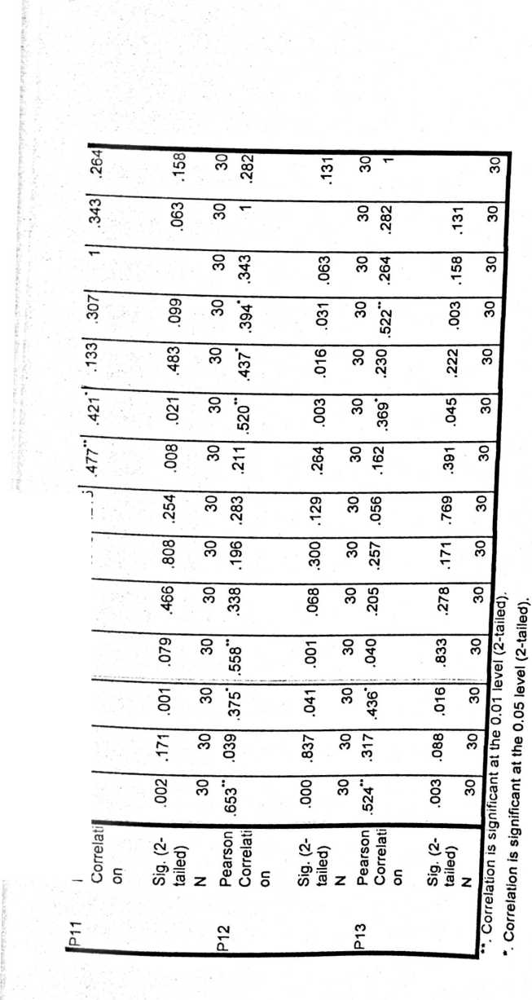 P11
Correlati .477** .421* .133 .307 1 .343 .264
on
Sig. (2- .002 .171 .001 .079 .466 .808 .254 .008 .021 .483 .099 .063 .158
tailed)
N 30 30 30 30 30 30 30 30 30 30 30 30 30 30
P12 Pearson .653** .039 .375* .558** .338 .196 .283 .211 .520** .437* .394* .343 1 .282
Correlati
on
Sig. (2- .000 .837 .041 .001 .068 .300 .129 .264 .003 .016 .031 .063 .131
tailed)
N 30 30 30 30 30 30 30 30 30 30 30 30 30 30
P13 Pearson .524** .317 .436* .040 .205 .257 .056 .162 .369* .230 .522** .264 .282 1
Correlati
on
Sig. (2- .003 .088 .016 .833 .278 .171 .769 .391 .045 .222 .003 .158 .131
tailed)
N 30 30 30 30 30 30 30 30 30 30 30 30 30 30
**. Correlation is significant at the 0.01 level (2-tailed).
*. Correlation is significant at the 0.05 level (2-tailed).